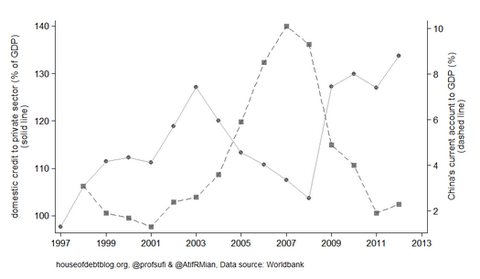 domestic credit to private sector (% of GDP)
(solid line)
140
130
120
110
100
10
8
6
4
2
China's current account to GDP (%)
(dashed line)
1997 1999 2001 2003 2005 2007 2009 2011 2013
houseofdebtblog.org, @profsufi & @AtifRMian, Data source: Worldbank